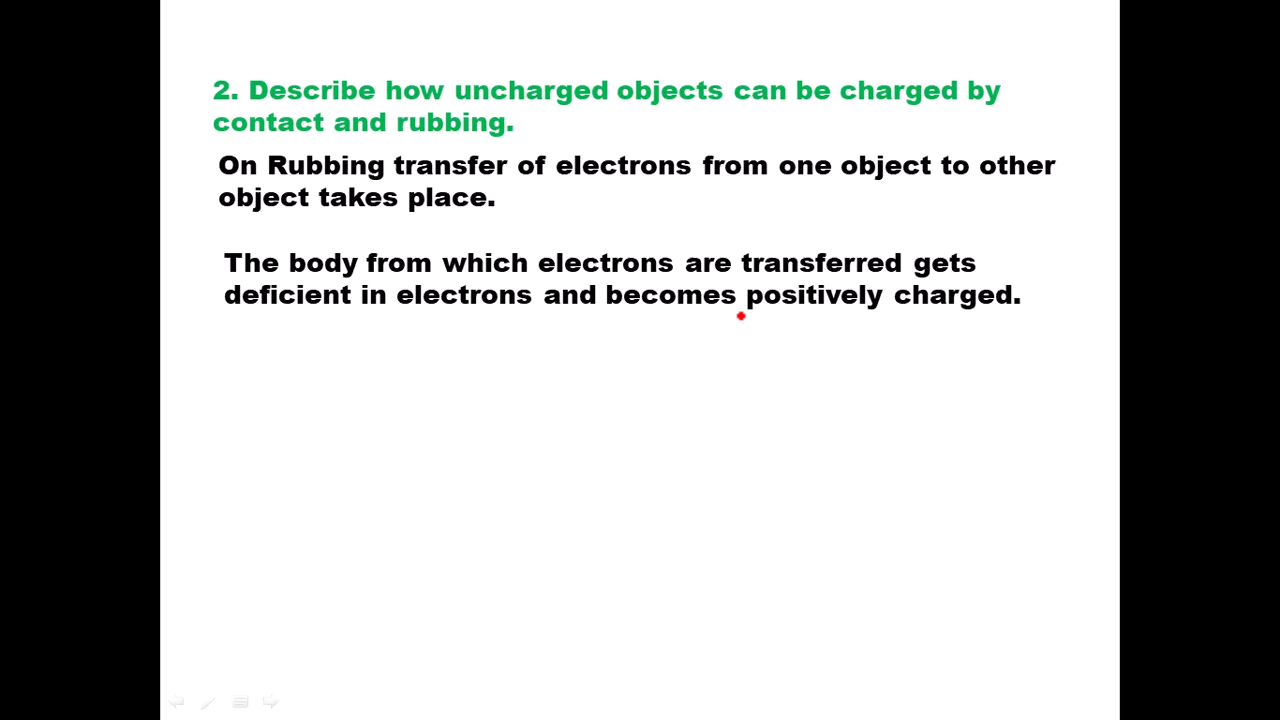 2. Describe how uncharged objects can be charged by
contact and rubbing.
On Rubbing transfer of electrons from one object to other
object takes place.
The body from which electrons are transferred gets
deficient in electrons and becomes positively charged.